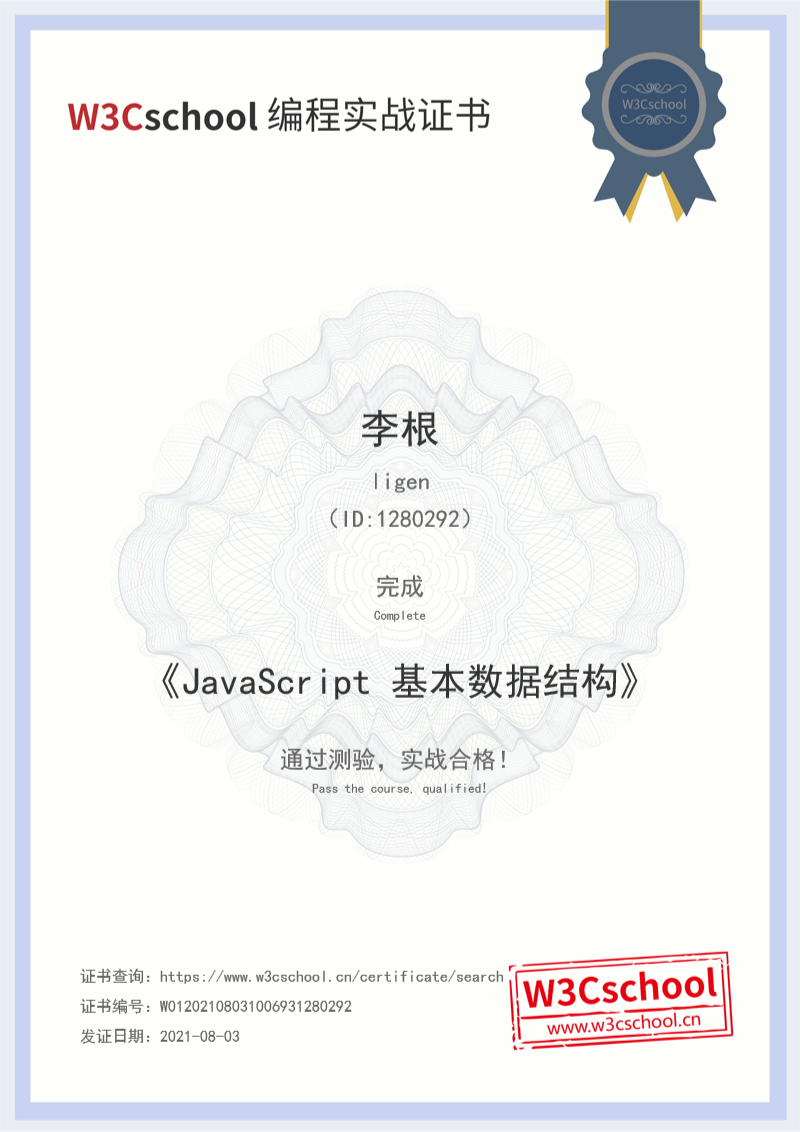 W3Cschool 编程实战证书
W3Cschool
李根
ligen
（ID:1280292）
完成
Complete
《JavaScript 基本数据结构》
通过测验，实战合格！
Pass the course, qualified!
证书查询：https://www.w3cschool.cn/certificate/search
证书编号：W01202108031006931280292
发证日期：2021-08-03
W3Cschool
www.w3cschool.cn